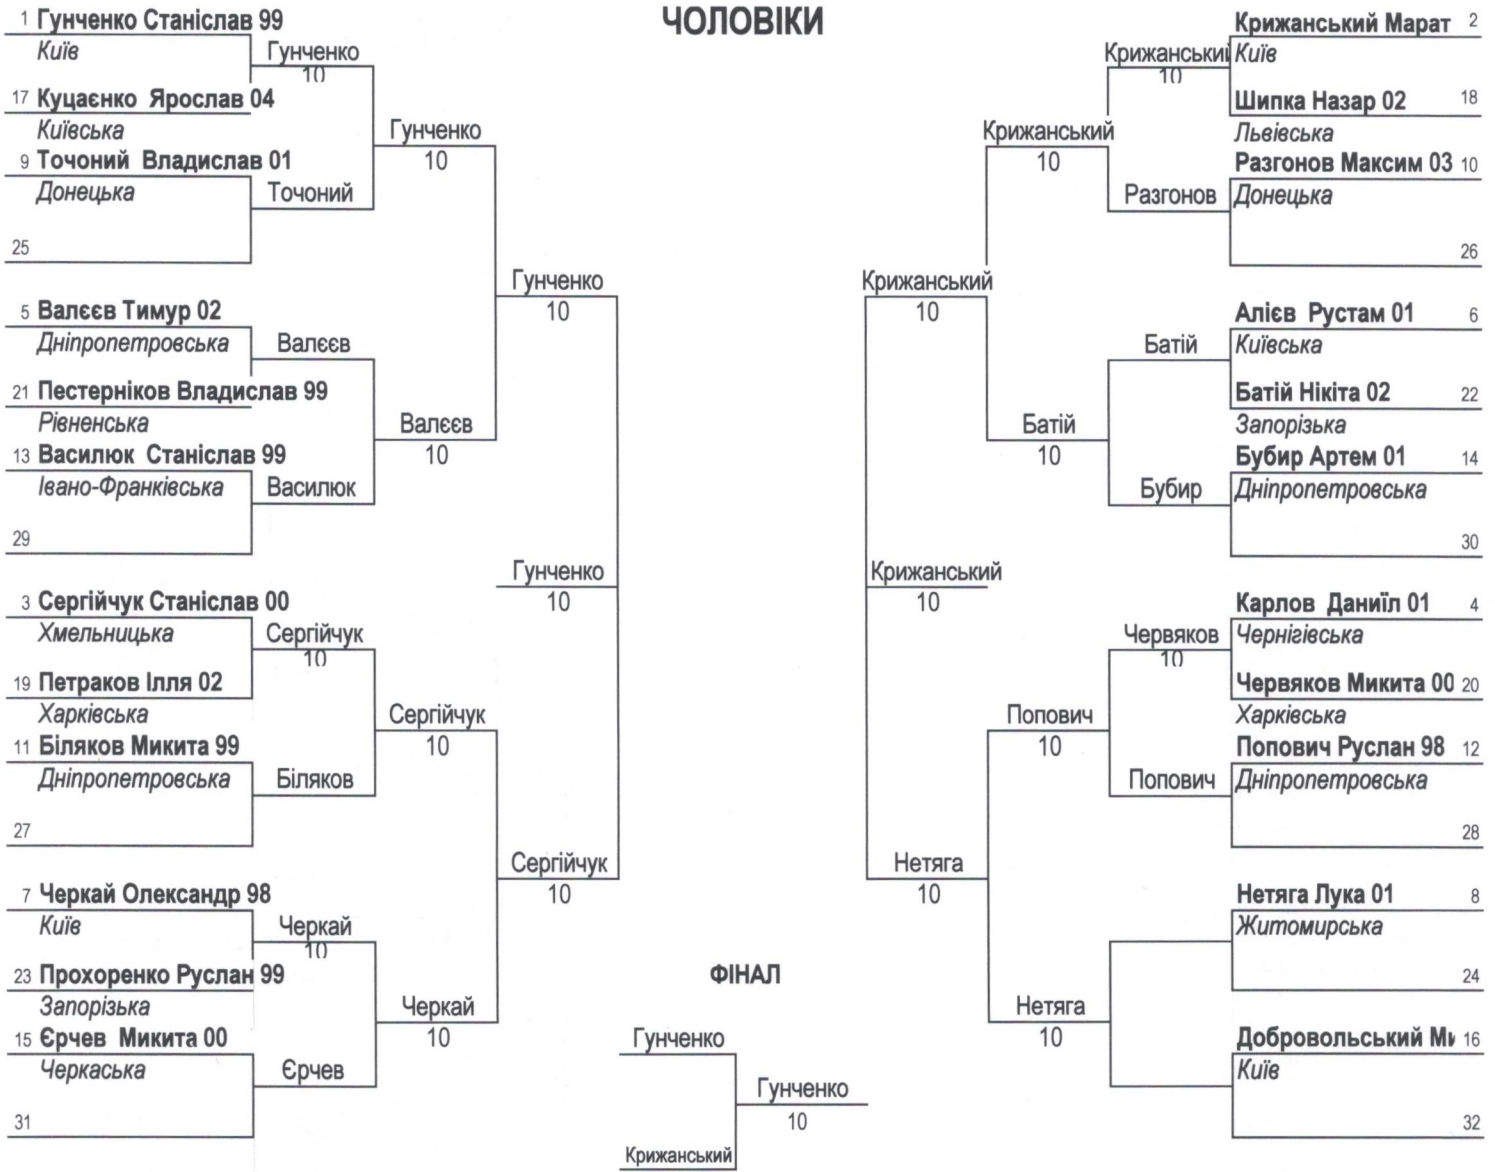 ЧОЛОВІКИ
1 Гунченко Станіслав 99
Київ
Гунченко
10
17 Куцаєнко Ярослав 04
Київська
Гунченко
10
9 Точоний Владислав 01
Донецька
Точоний
25
Гунченко
10
5 Валєєв Тимур 02
Дніпропетровська
Валєєв
21 Пестерніков Владислав 99
Рівненська
Валєєв
10
13 Василюк Станіслав 99
Івано-Франківська
Василюк
29
Гунченко
10
3 Сергійчук Станіслав 00
Хмельницька
Сергійчук
10
19 Петраков Ілля 02
Харківська
Сергійчук
10
11 Біляков Микита 99
Дніпропетровська
Біляков
27
Сергійчук
10
7 Черкай Олександр 98
Київ
Черкай
10
23 Прохоренко Руслан 99
Запорізька
Черкай
10
15 Єрчев Микита 00
Черкаська
Єрчев
31
Крижанський Марат 2
Крижанський
Київ
10
Шипка Назар 02 18
Крижанський
Львівська
10
Разгонов Максим 03 10
Разгонов
Донецька
26
Крижанський
10
Алієв Рустам 01 6
Батій
Київська
Батій Нікіта 02 22
Батій
Запорізька
10
Бубир Артем 01 14
Бубир
Дніпропетровська
30
Крижанський
10
Карлов Даниїл 01 4
Червяков
Чернігівська
10
Червяков Микита 00 20
Попович
Харківська
10
Попович Руслан 98 12
Попович
Дніпропетровська
28
Нетяга
10
Нетяга Лука 01 8
Житомирська
24
Нетяга
10
Добровольський Ми 16
Київ
32
ФІНАЛ
Гунченко
Гунченко
10
Крижанський